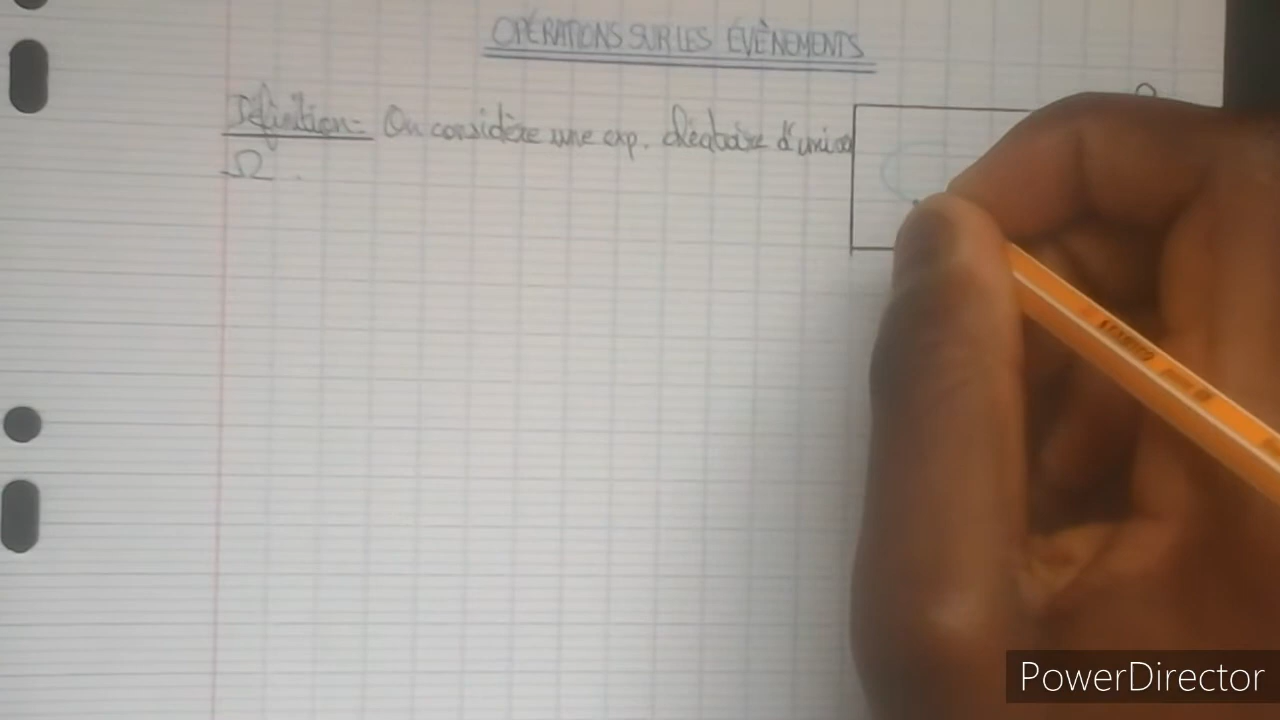 OPÉRATIONS SUR LES ÉVÈNEMENTS
Définition: On considère une exp. aléatoire d'univers
Ω.
PowerDirector